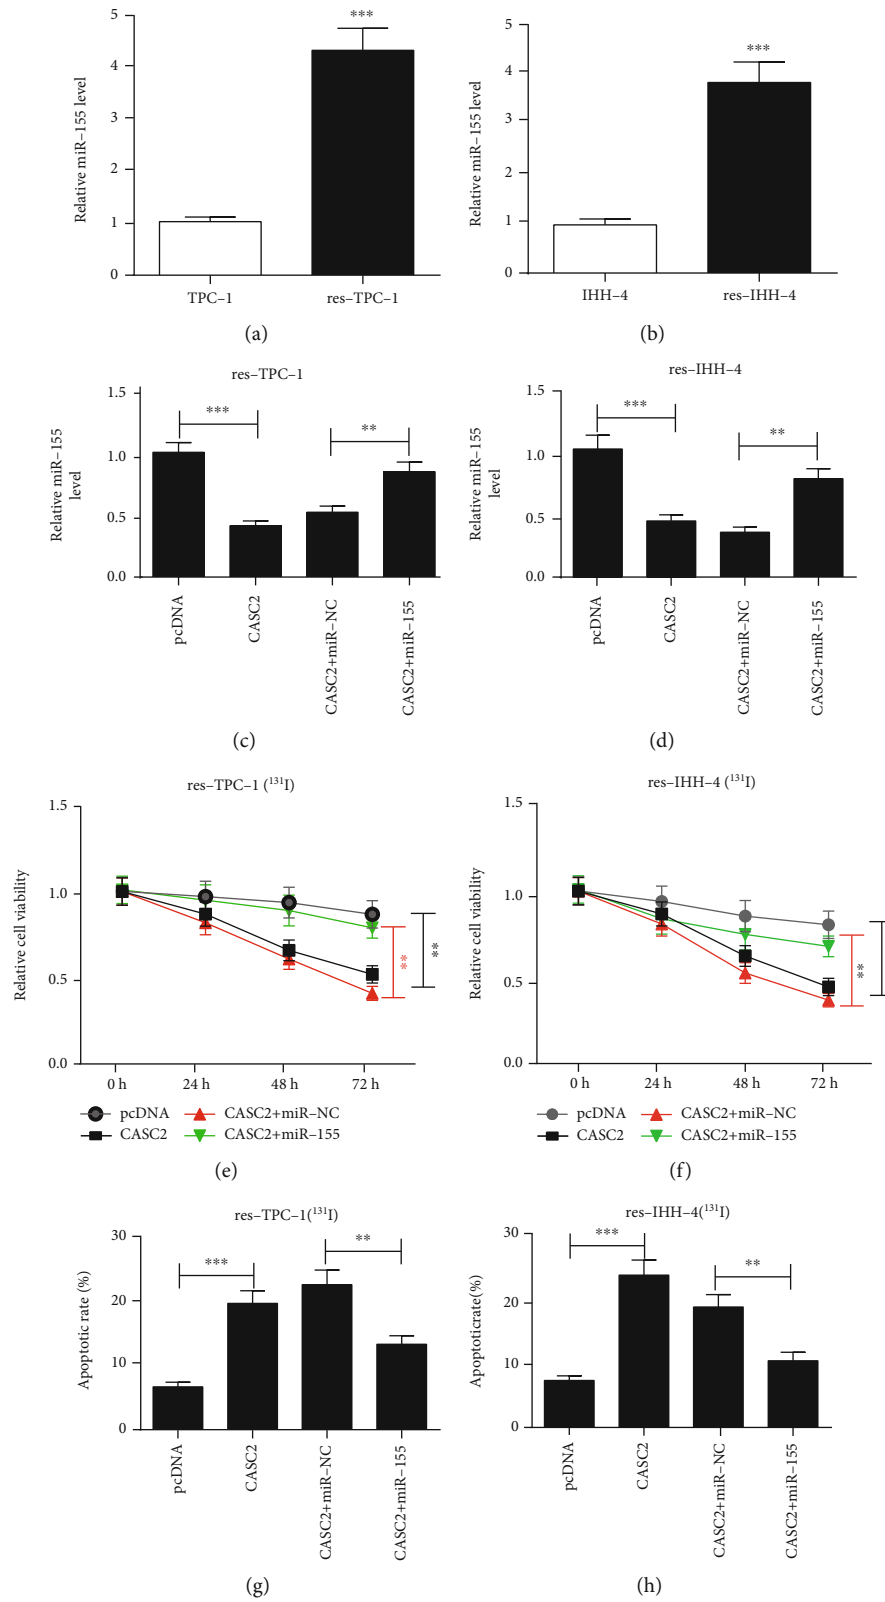 5
4
3
2
1
0
Relative miR–155 level
***
TPC–1
res–TPC–1
(a)
5
4
3
2
1
0
Relative miR–155 level
***
IHH–4
res–IHH–4
(b)
res–TPC–1
1.5
1.0
0.5
0.0
Relative miR–155
level
***
**
pcDNA
CASC2
CASC2+miR–NC
CASC2+miR–155
(c)
res–IHH–4
1.5
1.0
0.5
0.0
Relative miR–155
level
***
**
pcDNA
CASC2
CASC2+miR–NC
CASC2+miR–155
(d)
res–TPC–1 (¹³¹I)
1.5
1.0
0.5
0.0
Relative cell viability
**
**
0 h
24 h
48 h
72 h
pcDNA
CASC2+miR–NC
CASC2
CASC2+miR–155
(e)
res–IHH–4 (¹³¹I)
1.5
1.0
0.5
0.0
Relative cell viability
**
0 h
24 h
48 h
72 h
pcDNA
CASC2+miR–NC
CASC2
CASC2+miR–155
(f)
res–TPC–1(¹³¹I)
30
20
10
0
Apoptotic rate (%)
***
**
pcDNA
CASC2
CASC2+miR–NC
CASC2+miR–155
(g)
res–IHH–4(¹³¹I)
30
20
10
0
Apoptoticrate(%)
***
**
pcDNA
CASC2
CASC2+miR–NC
CASC2+miR–155
(h)